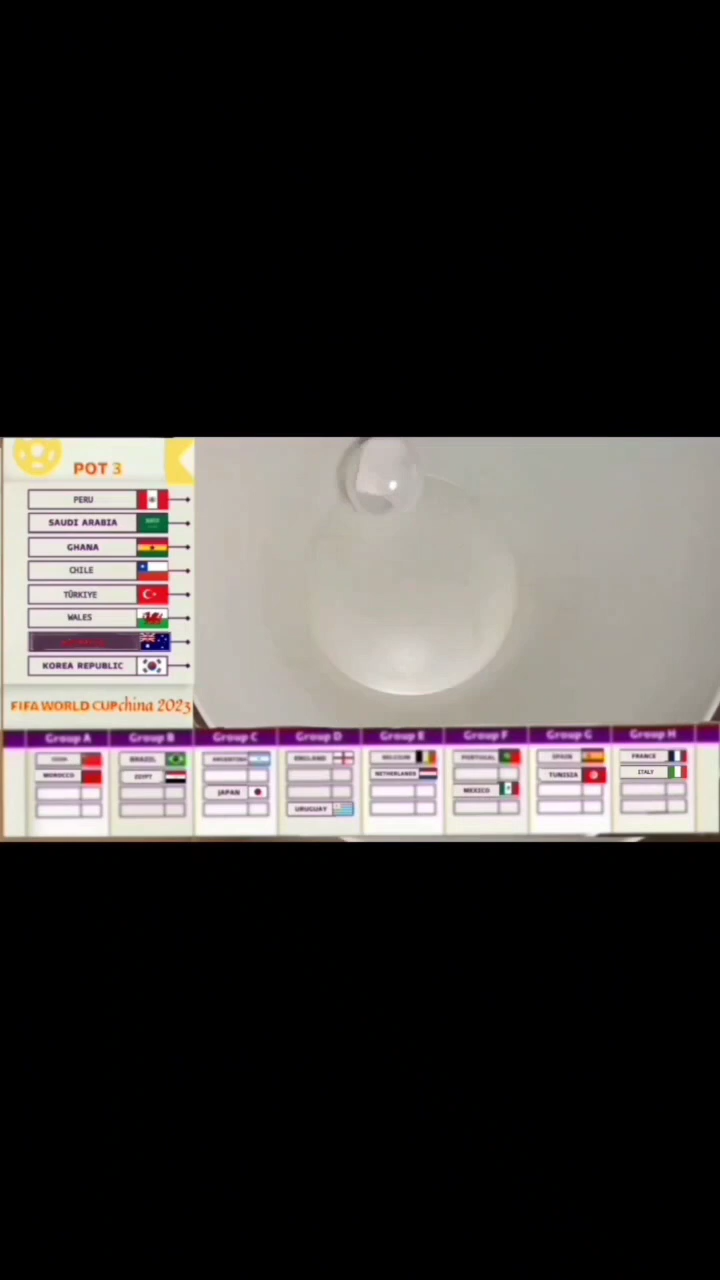 POT 3
PERU
SAUDI ARABIA
GHANA
CHILE
TÜRKIYE
WALES
KOREA REPUBLIC
FIFA WORLD CUPchina 2023
Group A
Group B
Group C
Group D
Group E
Group F
Group G
Group H
BRAZIL
ARGENTINA
ENGLAND
BELGIUM
PORTUGAL
SPAIN
FRANCE
MOROCCO
EGYPT
NETHERLANDS
TUNISIA
ITALY
JAPAN
MEXICO
URUGUAY